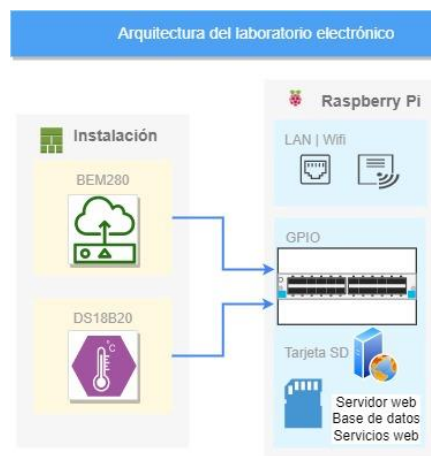 Arquitectura del laboratorio electrónico
Raspberry Pi
Instalación
LAN | Wifi
BEM280
GPIO
DS18B20
°C
Tarjeta SD
Servidor web
Base de datos
Servicios web